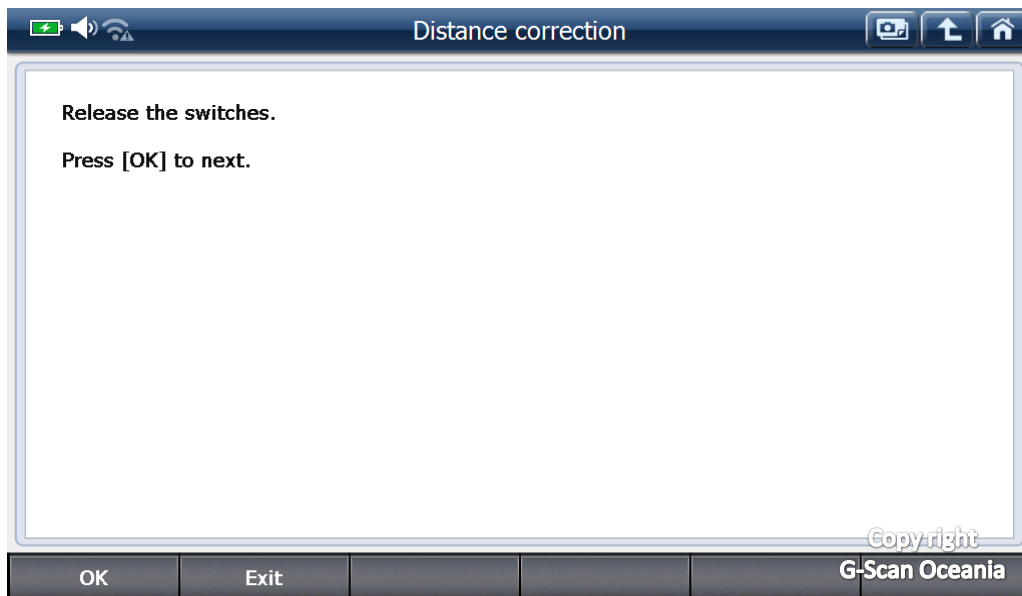 Distance correction
Release the switches.
Press [OK] to next.
OK
Exit
Copy right
G-Scan Oceania